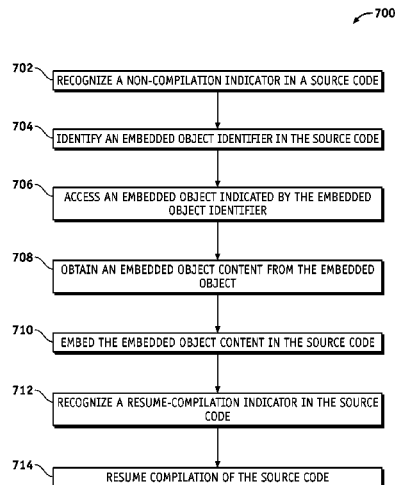 700
702
RECOGNIZE A NON-COMPILATION INDICATOR IN A SOURCE CODE
704
IDENTIFY AN EMBEDDED OBJECT IDENTIFIER IN THE SOURCE CODE
706
ACCESS AN EMBEDDED OBJECT INDICATED BY THE EMBEDDED
OBJECT IDENTIFIER
708
OBTAIN AN EMBEDDED OBJECT CONTENT FROM THE EMBEDDED
OBJECT
710
EMBED THE EMBEDDED OBJECT CONTENT IN THE SOURCE CODE
712
RECOGNIZE A RESUME-COMPILATION INDICATOR IN THE SOURCE
CODE
714
RESUME COMPILATION OF THE SOURCE CODE